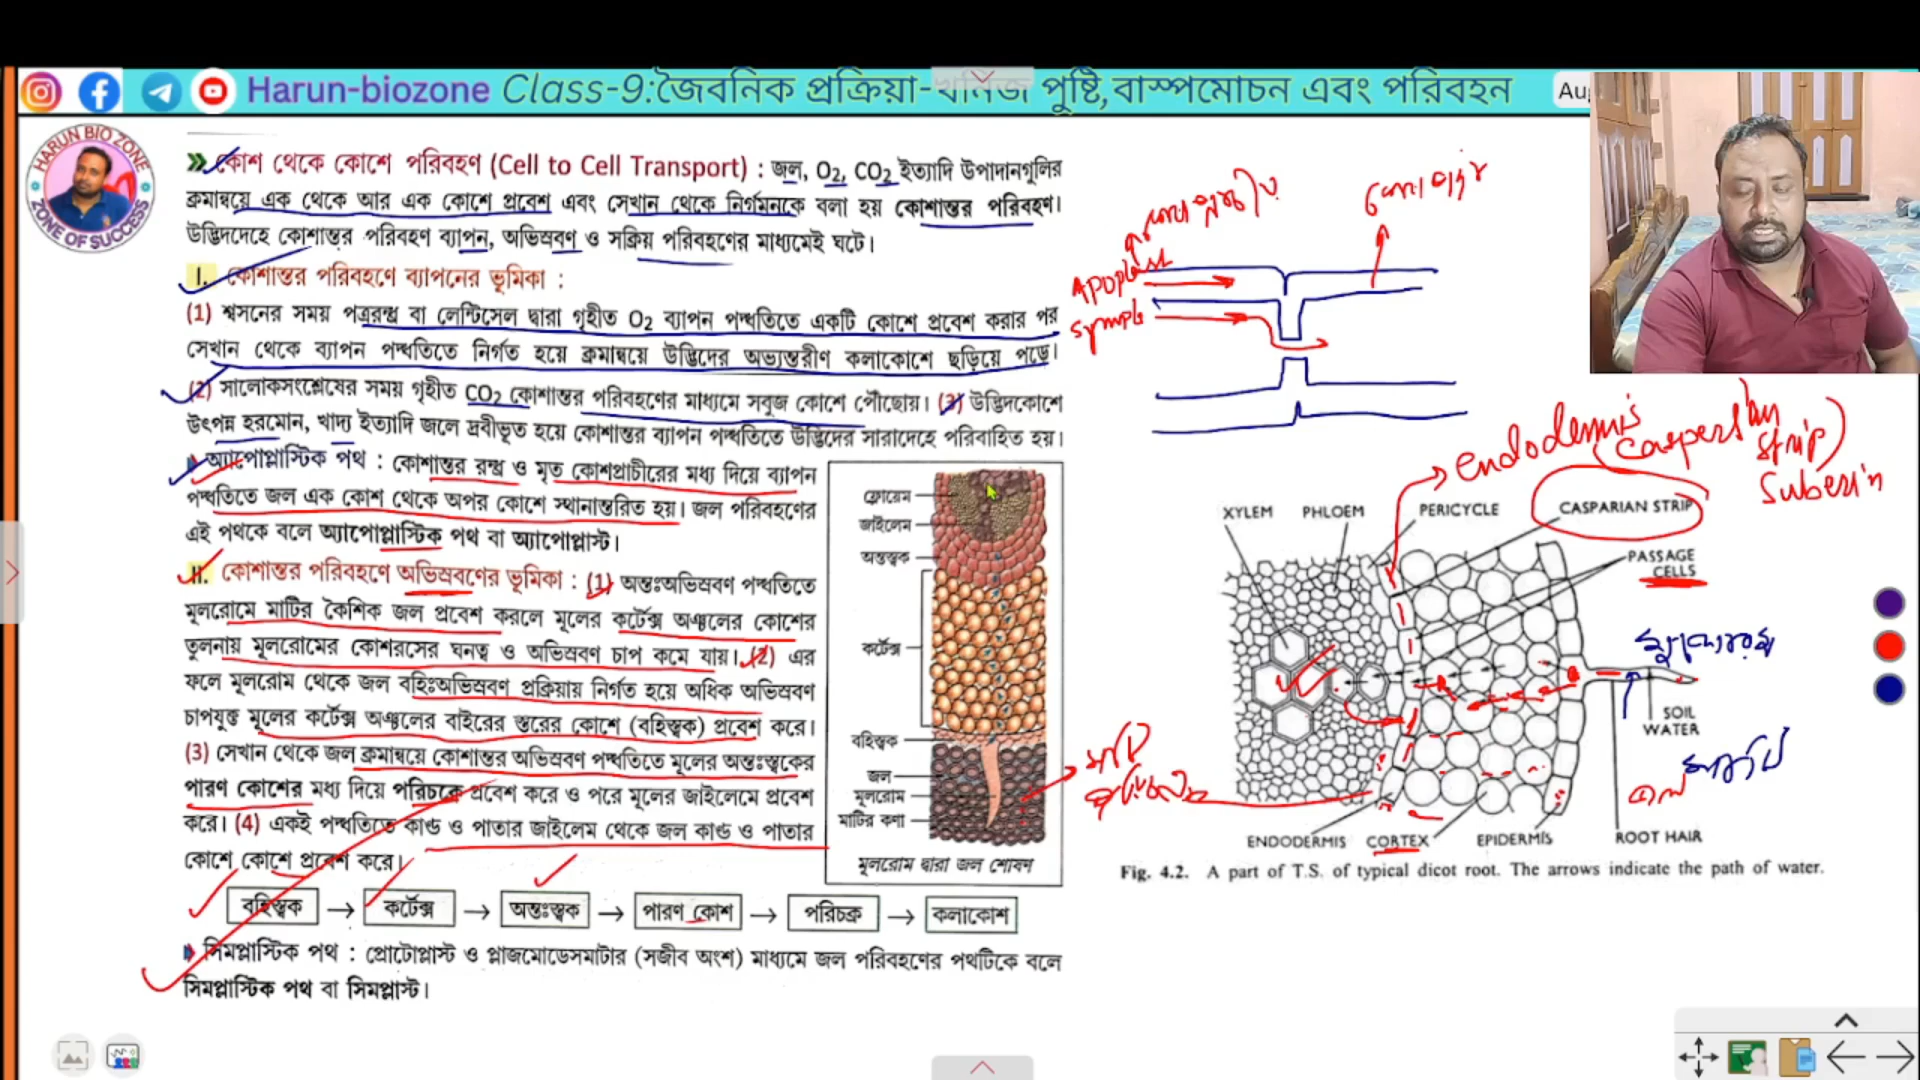 Harun-biozone Class-9:জৈবনিক প্রক্রিয়া-খনিজ পুষ্টি,বাস্পমোচন এবং পরিবহন
HARUN BIO ZONE
ZONE OF SUCCESS
» কোশ থেকে কোশে পরিবহণ (Cell to Cell Transport) : জল, O₂, CO₂ ইত্যাদি উপাদানগুলির
ক্রমান্বয়ে এক থেকে আর এক কোশে প্রবেশ এবং সেখান থেকে নির্গমনকে বলা হয় কোশান্তর পরিবহণ।
উদ্ভিদদেহে কোশান্তর পরিবহণ ব্যাপন, অভিস্রবণ ও সক্রিয় পরিবহণের মাধ্যমেই ঘটে।
I. কোশান্তর পরিবহণে ব্যাপনের ভূমিকা :
(1) শ্বসনের সময় পত্ররন্ধ্র বা লেন্টিসেল দ্বারা গৃহীত O₂ ব্যাপন পদ্ধতিতে একটি কোশে প্রবেশ করার পর
সেখান থেকে ব্যাপন পদ্ধতিতে নির্গত হয়ে ক্রমান্বয়ে উদ্ভিদের অভ্যন্তরীণ কলাকোশে ছড়িয়ে পড়ে।
(2) সালোকসংশ্লেষের সময় গৃহীত CO₂ কোশান্তর পরিবহণের মাধ্যমে সবুজ কোশে পৌঁছোয়। (3) উদ্ভিদকোশে
উৎপন্ন হরমোন, খাদ্য ইত্যাদি জলে দ্রবীভূত হয়ে কোশান্তর ব্যাপন পদ্ধতিতে উদ্ভিদের সারাদেহে পরিবাহিত হয়।
অ্যাপোপ্লাস্টিক পথ : কোশান্তর রন্ধ্র ও মৃত কোশপ্রাচীরের মধ্য দিয়ে ব্যাপন
পদ্ধতিতে জল এক কোশ থেকে অপর কোশে স্থানান্তরিত হয়। জল পরিবহণের
এই পথকে বলে অ্যাপোপ্লাস্টিক পথ বা অ্যাপোপ্লাস্ট।
II. কোশান্তর পরিবহণে অভিস্রবণের ভূমিকা : (1) অন্তঃঅভিস্রবণ পদ্ধতিতে
মূলরোমে মাটির কৈশিক জল প্রবেশ করলে মূলের কর্টেক্স অঞ্চলের কোশের
তুলনায় মূলরোমের কোশরসের ঘনত্ব ও অভিস্রবণ চাপ কমে যায়। (2) এর
ফলে মূলরোম থেকে জল বহিঃঅভিস্রবণ প্রক্রিয়ায় নির্গত হয়ে অধিক অভিস্রবণ
চাপযুক্ত মূলের কর্টেক্স অঞ্চলের বাইরের স্তরের কোশে (বহিস্ত্বক) প্রবেশ করে।
(3) সেখান থেকে জল ক্রমান্বয়ে কোশান্তর অভিস্রবণ পদ্ধতিতে মূলের অন্তঃস্ত্বকের
পারণ কোশের মধ্য দিয়ে পরিচক্রে প্রবেশ করে ও পরে মূলের জাইলেমে প্রবেশ
করে। (4) একই পদ্ধতিতে কাণ্ড ও পাতার জাইলেম থেকে জল কাণ্ড ও পাতার
কোশে কোশে প্রবেশ করে।
বহিস্ত্বক → কর্টেক্স → অন্তঃস্ত্বক → পারণ কোশ → পরিচক্র → কলাকোশ
সিমপ্লাস্টিক পথ : প্রোটোপ্লাস্ট ও প্লাজমোডেসমাটার (সজীব অংশ) মাধ্যমে জল পরিবহণের পথটিকে বলে
সিমপ্লাস্টিক পথ বা সিমপ্লাস্ট।
ফ্লোয়েম
জাইলেম
অন্তস্ত্বক
কর্টেক্স
বহিস্ত্বক
জল
মূলরোম
মাটির কণা
মূলরোম দ্বারা জল শোষণ
Apoplast
Endodermis
(Casparian
Strip)
Suberin
XYLEM PHLOEM PERICYCLE CASPARIAN STRIP
PASSAGE
CELLS
SOIL
WATER
ENDODERMIS CORTEX EPIDERMIS ROOT HAIR
Fig. 4.2. A part of T.S. of typical dicot root. The arrows indicate the path of water.